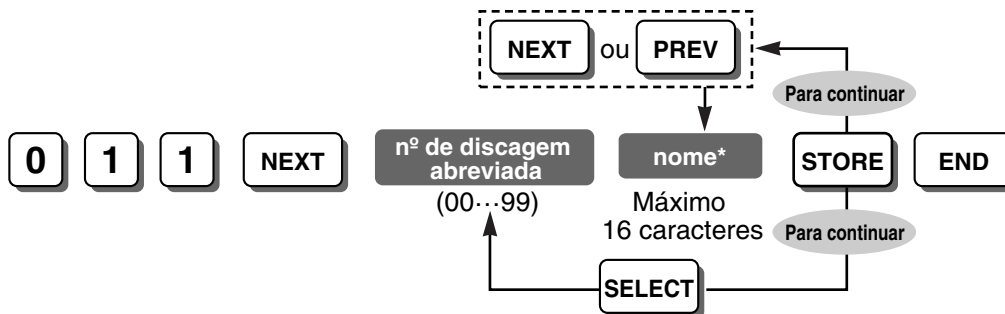 NEXT ou PREV
Para continuar
0 1 1 NEXT nº de discagem abreviada nome* STORE END
(00···99)
Máximo
16 caracteres
Para continuar
SELECT